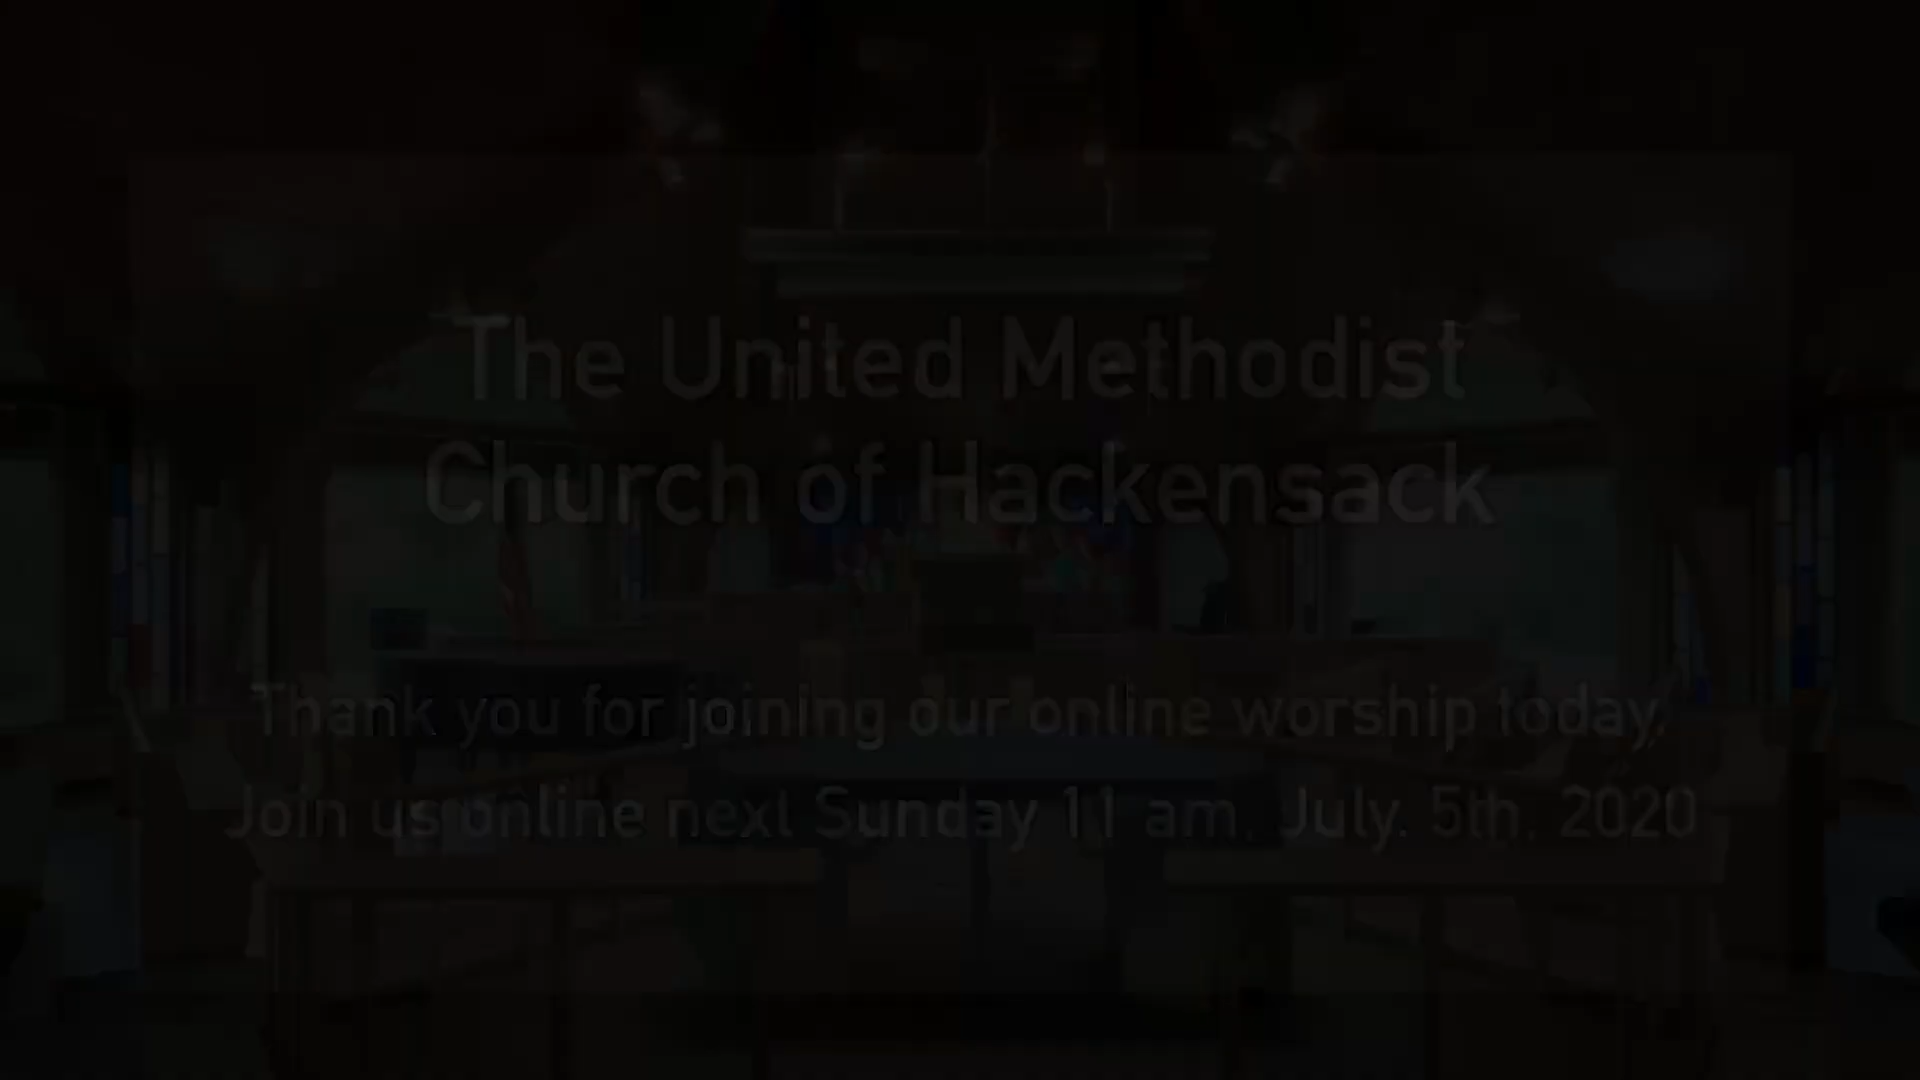 The United Methodist
Church of Hackensack
Thank you for joining our online worship today.
Join us online next Sunday 11 am, July. 5th, 2020